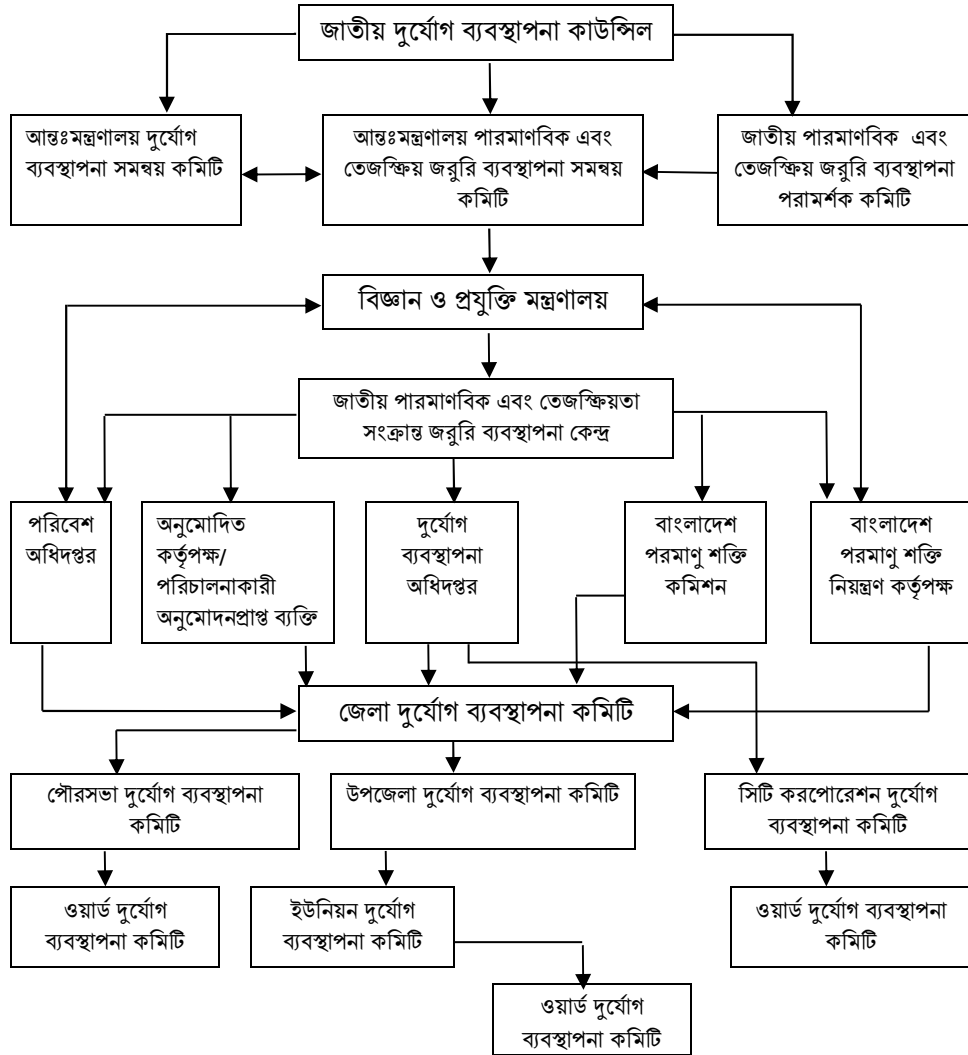 জাতীয় দুর্যোগ ব্যবস্থাপনা কাউন্সিল
আন্তঃমন্ত্রণালয় দুর্যোগ
ব্যবস্থাপনা সমন্বয় কমিটি
আন্তঃমন্ত্রণালয় পারমাণবিক এবং
তেজস্ক্রিয় জরুরি ব্যবস্থাপনা সমন্বয়
কমিটি
জাতীয় পারমাণবিক এবং
তেজস্ক্রিয় জরুরি ব্যবস্থাপনা
পরামর্শক কমিটি
বিজ্ঞান ও প্রযুক্তি মন্ত্রণালয়
জাতীয় পারমাণবিক এবং তেজস্ক্রিয়তা
সংক্রান্ত জরুরি ব্যবস্থাপনা কেন্দ্র
পরিবেশ
অধিদপ্তর
অনুমোদিত
কর্তৃপক্ষ/
পরিচালনাকারী
অনুমোদনপ্রাপ্ত ব্যক্তি
দুর্যোগ
ব্যবস্থাপনা
অধিদপ্তর
বাংলাদেশ
পরমাণু শক্তি
কমিশন
বাংলাদেশ
পরমাণু শক্তি
নিয়ন্ত্রণ কর্তৃপক্ষ
জেলা দুর্যোগ ব্যবস্থাপনা কমিটি
পৌরসভা দুর্যোগ ব্যবস্থাপনা
কমিটি
উপজেলা দুর্যোগ ব্যবস্থাপনা কমিটি
সিটি করপোরেশন দুর্যোগ
ব্যবস্থাপনা কমিটি
ওয়ার্ড দুর্যোগ
ব্যবস্থাপনা কমিটি
ইউনিয়ন দুর্যোগ
ব্যবস্থাপনা কমিটি
ওয়ার্ড দুর্যোগ ব্যবস্থাপনা
কমিটি
ওয়ার্ড দুর্যোগ
ব্যবস্থাপনা কমিটি